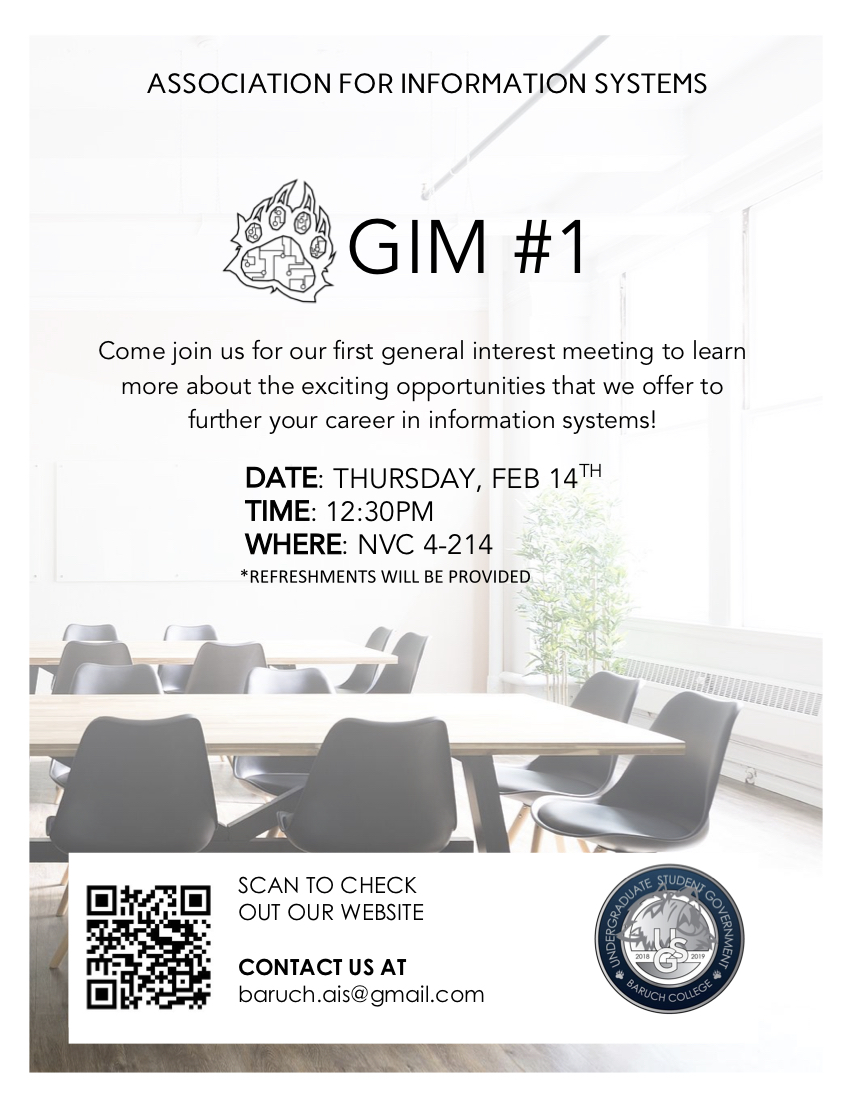 ASSOCIATION FOR INFORMATION SYSTEMS
GIM #1
Come join us for our first general interest meeting to learn
more about the exciting opportunities that we offer to
further your career in information systems!
DATE: THURSDAY, FEB 14TH
TIME: 12:30PM
WHERE: NVC 4-214
*REFRESHMENTS WILL BE PROVIDED
SCAN TO CHECK
OUT OUR WEBSITE
CONTACT US AT
baruch.ais@gmail.com
UNDERGRADUATE STUDENT GOVERNMENT
USG
2018 2019
BARUCH COLLEGE